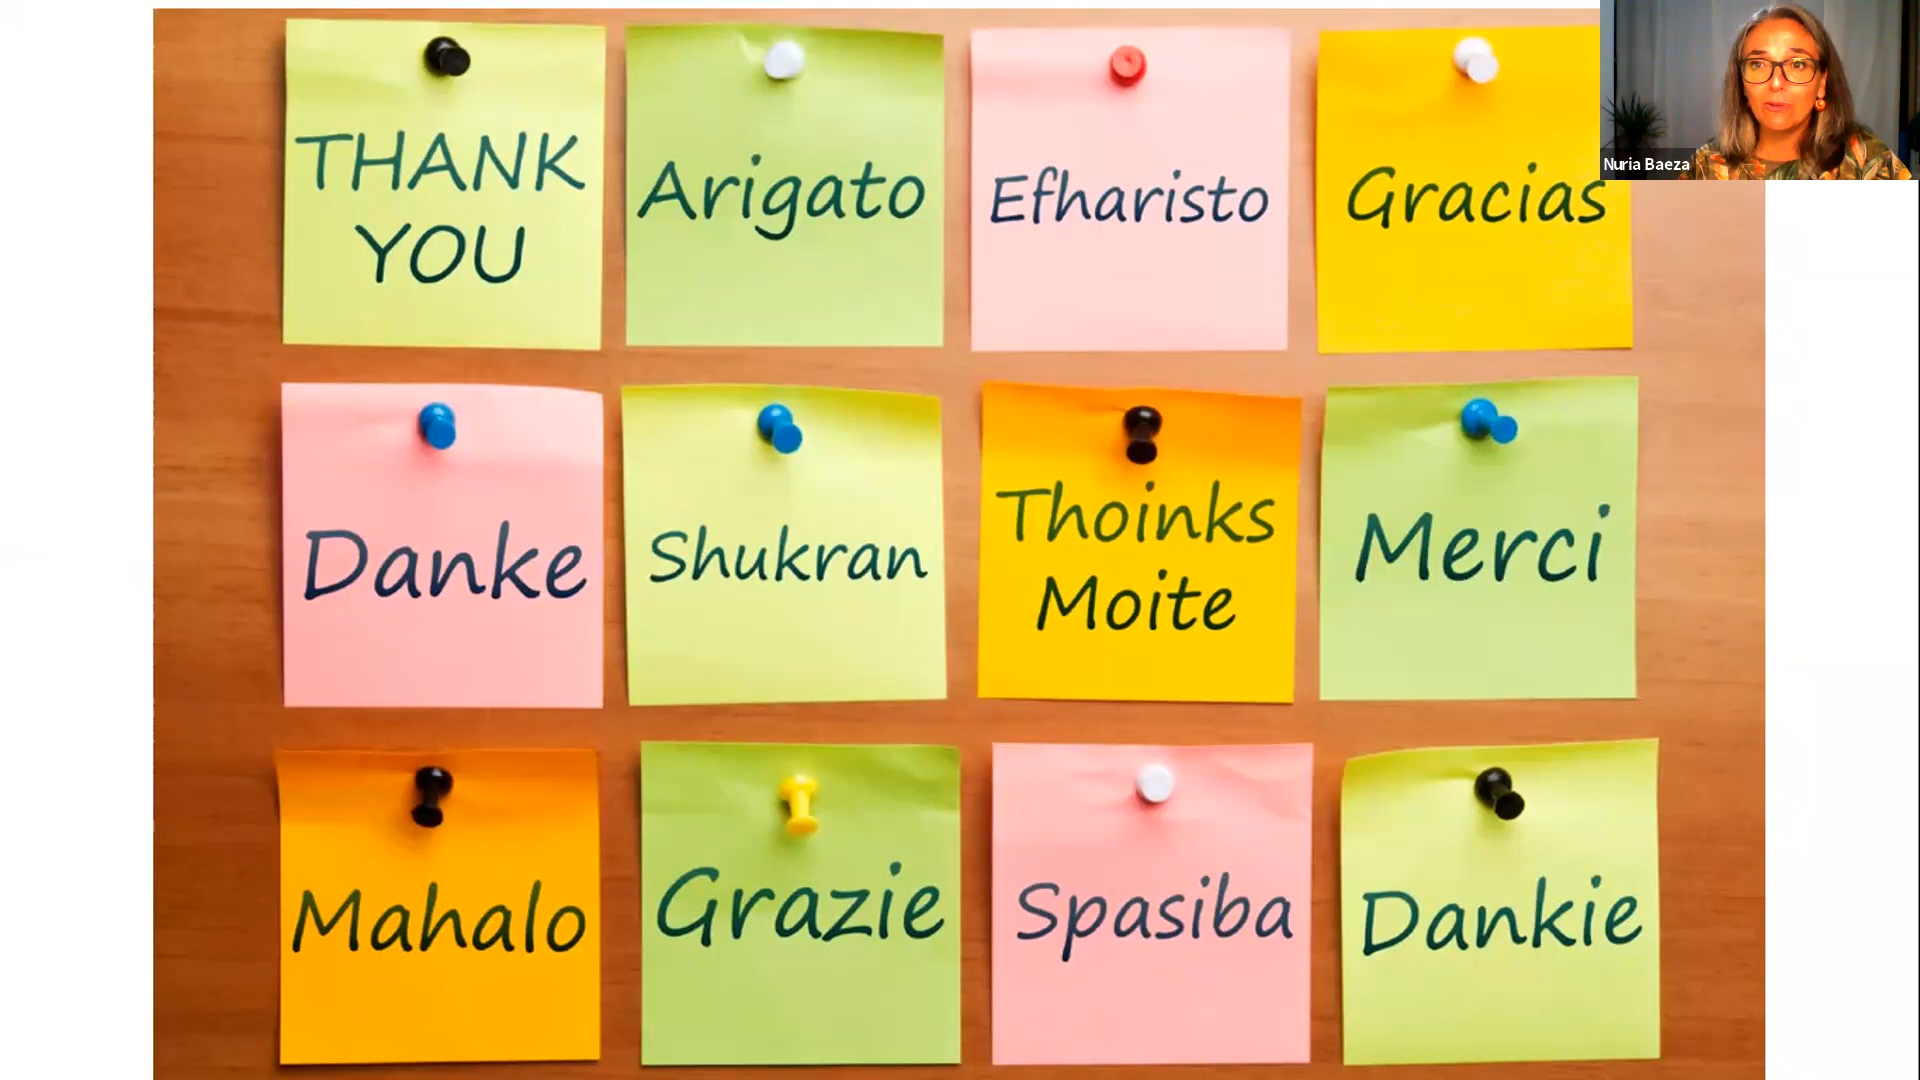 THANK
YOU
Arigato
Efharisto
Gracias
Nuria Baeza
Danke
Shukran
Thoinks
Moite
Merci
Mahalo
Grazie
Spasiba
Dankie